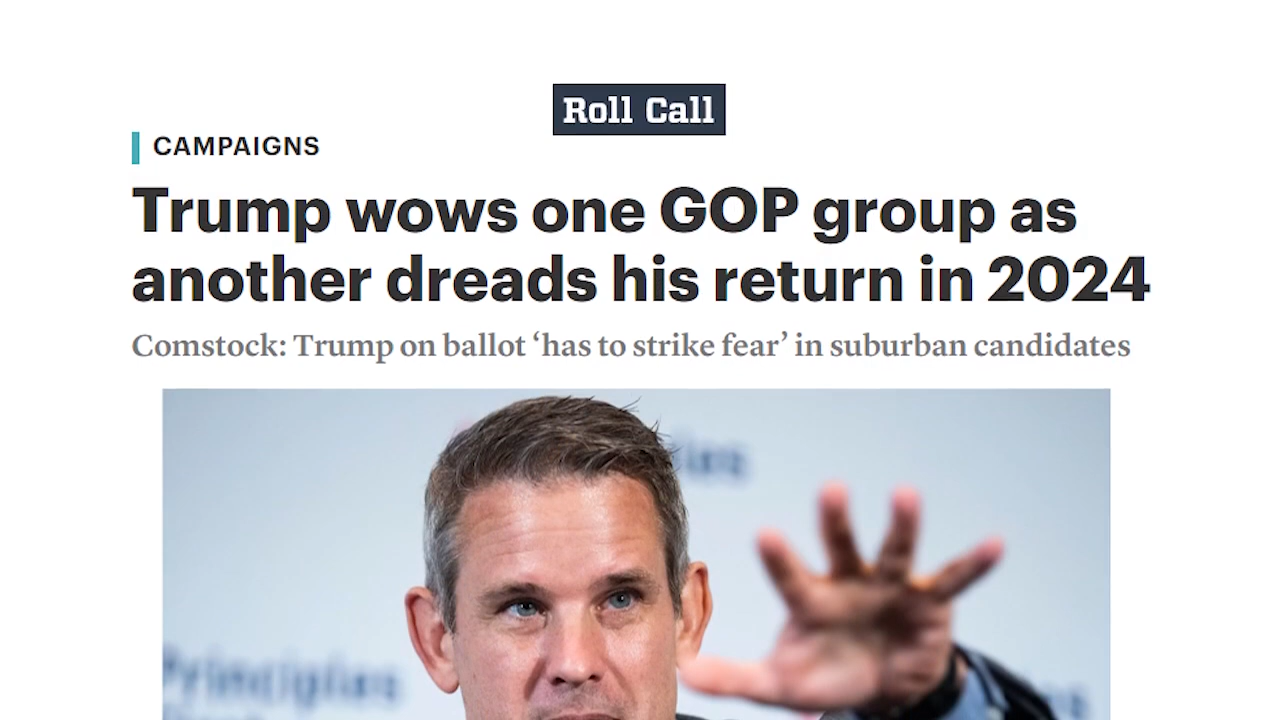 Roll Call
CAMPAIGNS
Trump wows one GOP group as
another dreads his return in 2024
Comstock: Trump on ballot ‘has to strike fear’ in suburban candidates
Principles